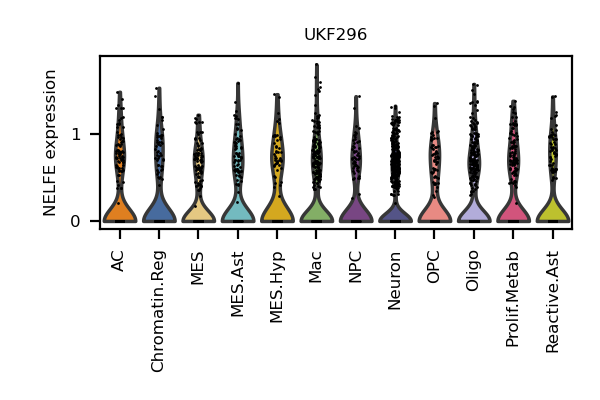 UKF296
NELFE expression
1
0
AC
Chromatin.Reg
MES
MES.Ast
MES.Hyp
Mac
NPC
Neuron
OPC
Oligo
Prolif.Metab
Reactive.Ast